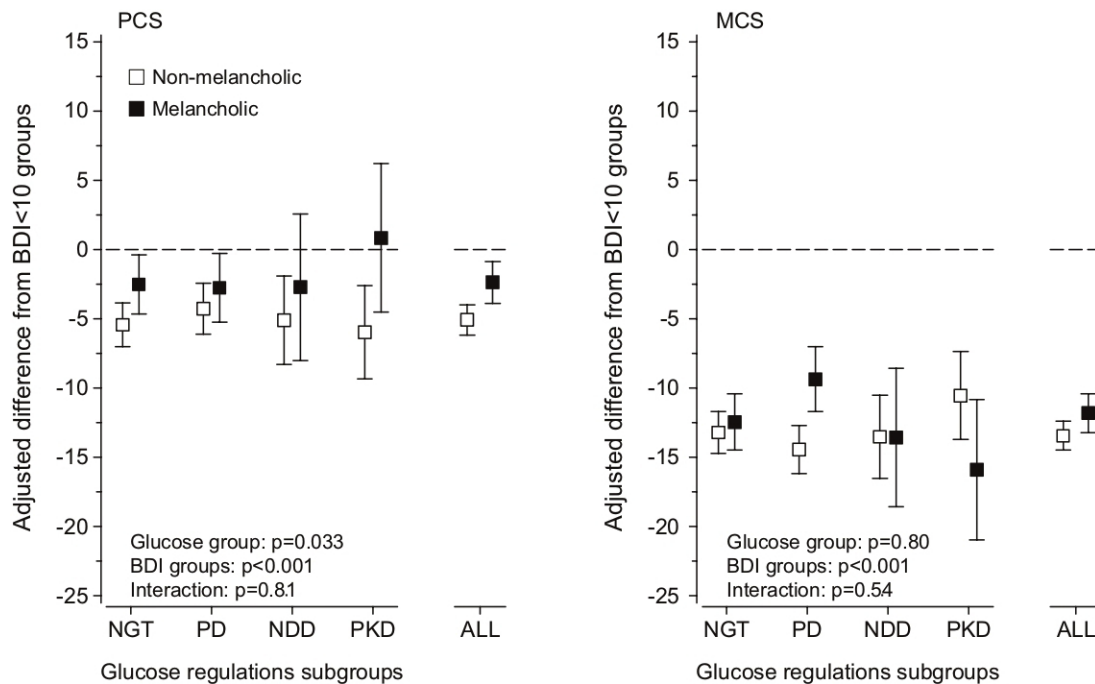 PCS
15
10
5
0
-5
-10
-15
-20
-25
Adjusted difference from BDI<10 groups
Non-melancholic
Melancholic
Glucose group: p=0.033
BDI groups: p<0.001
Interaction: p=0.81
NGT PD NDD PKD ALL
Glucose regulations subgroups
MCS
15
10
5
0
-5
-10
-15
-20
-25
Adjusted difference from BDI<10 groups
Glucose group: p=0.80
BDI groups: p<0.001
Interaction: p=0.54
NGT PD NDD PKD ALL
Glucose regulations subgroups